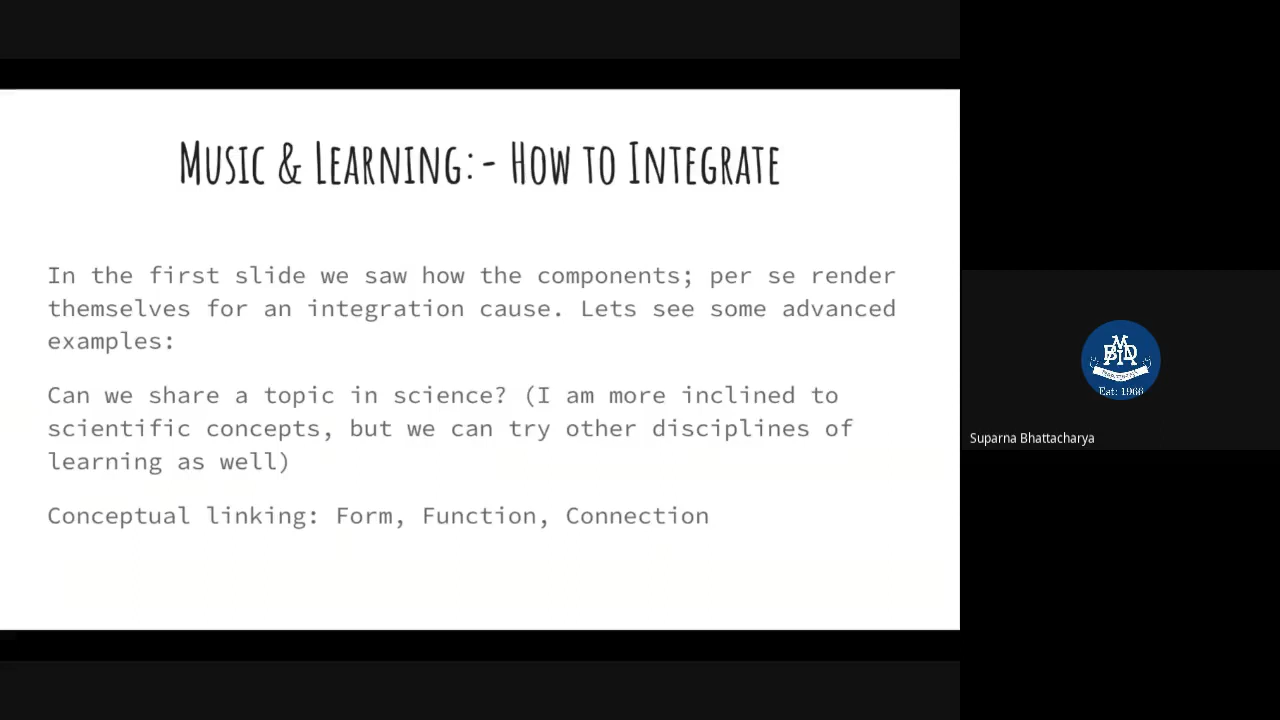 Music & Learning:- How to Integrate
In the first slide we saw how the components; per se render
themselves for an integration cause. Lets see some advanced
examples:
Can we share a topic in science? (I am more inclined to
scientific concepts, but we can try other disciplines of
learning as well)
Conceptual linking: Form, Function, Connection
Est: 1966
Suparna Bhattacharya